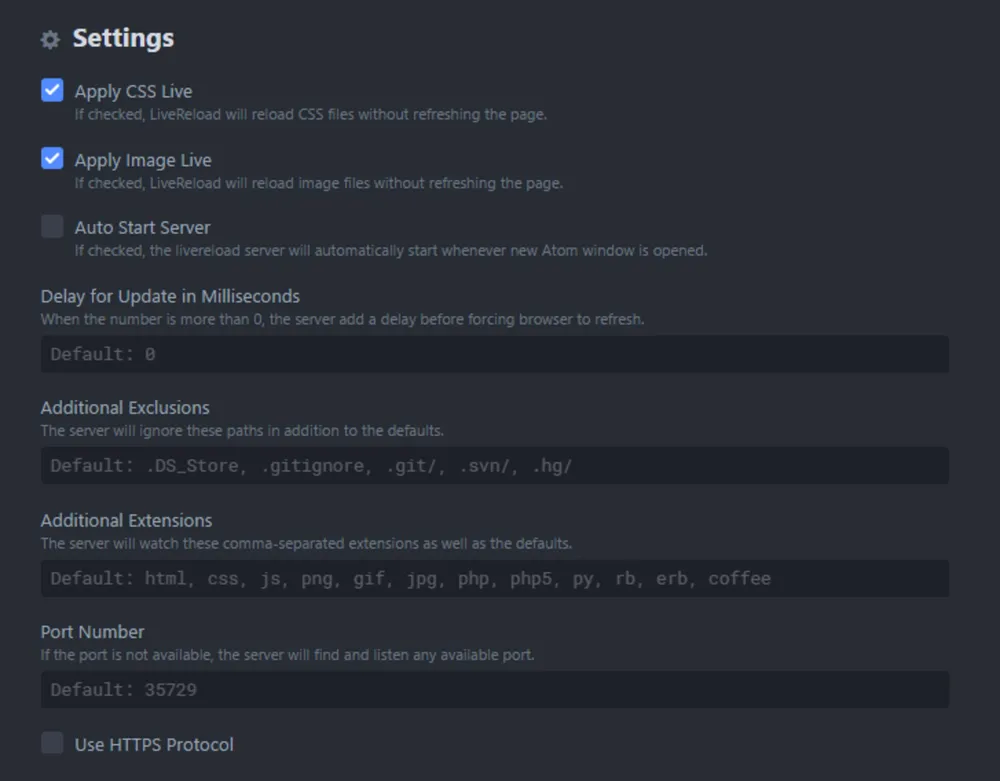 Settings
Apply CSS Live
If checked, LiveReload will reload CSS files without refreshing the page.
Apply Image Live
If checked, LiveReload will reload image files without refreshing the page.
Auto Start Server
If checked, the livereload server will automatically start whenever new Atom window is opened.
Delay for Update in Milliseconds
When the number is more than 0, the server add a delay before forcing browser to refresh.
Default: 0
Additional Exclusions
The server will ignore these paths in addition to the defaults.
Default: .DS_Store, .gitignore, .git/, .svn/, .hg/
Additional Extensions
The server will watch these comma-separated extensions as well as the defaults.
Default: html, css, js, png, gif, jpg, php, php5, py, rb, erb, coffee
Port Number
If the port is not available, the server will find and listen any available port.
Default: 35729
Use HTTPS Protocol